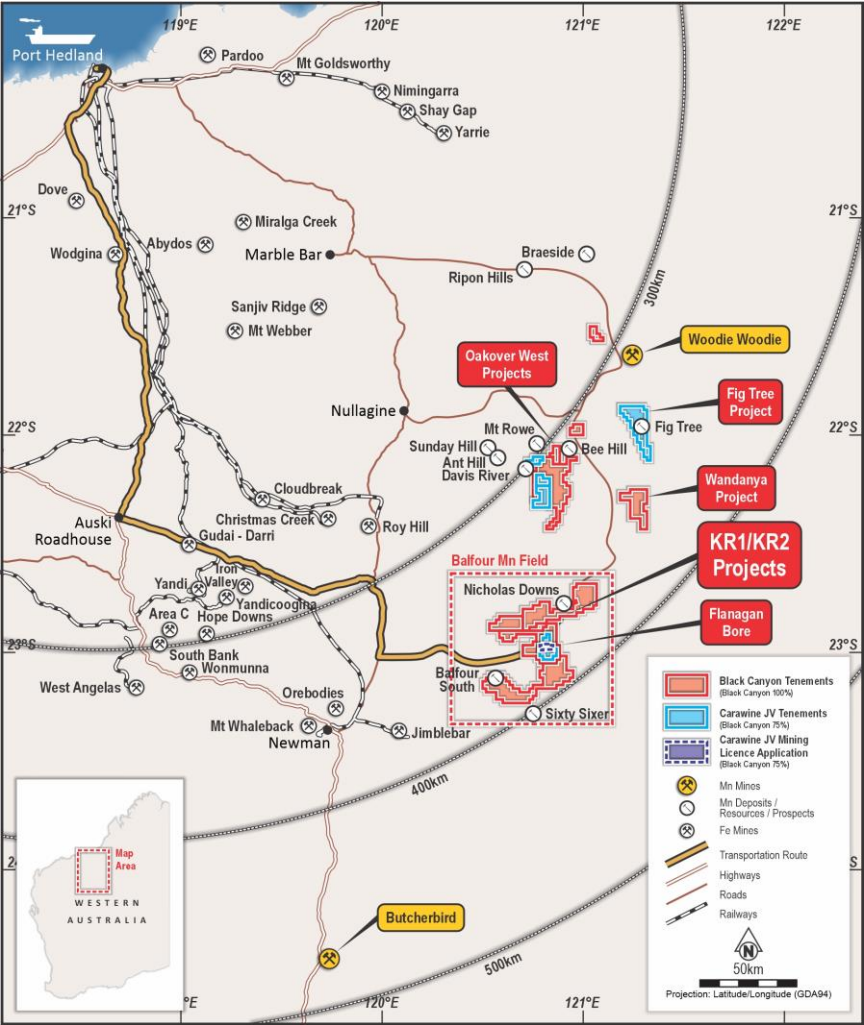 119°E
120°E
121°E
122°E
Port Hedland
Pardoo
Mt Goldsworthy
Nimingarra
Shay Gap
Yarrie
Dove
21°S
21°S
Miralga Creek
Abydos
Wodgina
Marble Bar
Braeside
Ripon Hills
300km
Sanjiv Ridge
Mt Webber
Woodie Woodie
Oakover West
Projects
Fig Tree
Project
Nullagine
22°S
22°S
Mt Rowe
Fig Tree
Sunday Hill
Bee Hill
Ant Hill
Davis River
Wandanya
Project
Cloudbreak
Christmas Creek
Roy Hill
Auski
Roadhouse
Gudai - Darri
KR1/KR2
Projects
Balfour Mn Field
Iron
Valley
Yandi
Yandicoogina
Nicholas Downs
Area C
Hope Downs
Flanagan
Bore
23°S
23°S
South Bank
Wonmunna
West Angelas
Balfour
South
Orebodies
Sixty Sixer
Mt Whaleback
Newman
Jimblebar
400km
Black Canyon Tenements
(Black Canyon 100%)
Carawine JV Tenements
(Black Canyon 75%)
Carawine JV Mining
Licence Application
(Black Canyon 75%)
Mn Mines
Mn Deposits /
Resources / Prospects
Fe Mines
Transportation Route
Highways
Roads
Railways
N
50km
Projection: Latitude/Longitude (GDA94)
Map
Area
WESTERN
AUSTRALIA
24
S
Butcherbird
500km
°E
120°E
121°E
°E